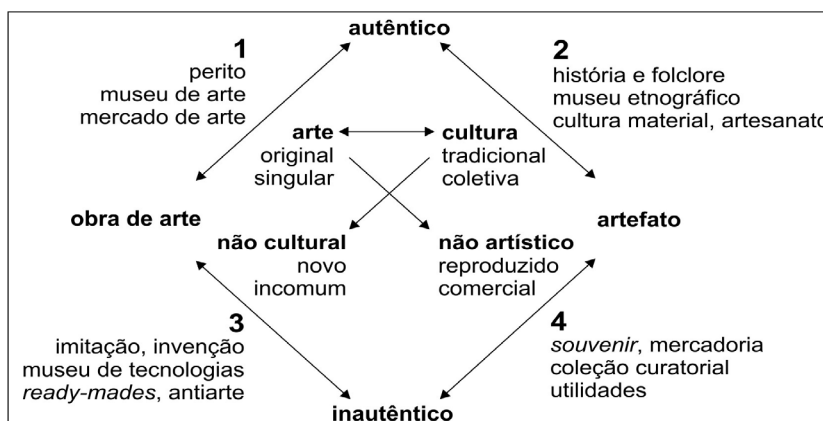 autêntico
1
perito
museu de arte
mercado de arte
2
história e folclore
museu etnográfico
cultura material, artesanato
arte
original
singular
cultura
tradicional
coletiva
obra de arte
artefato
não cultural
novo
incomum
não artístico
reproduzido
comercial
3
imitação, invenção
museu de tecnologias
ready-mades, antiarte
4
souvenir, mercadoria
coleção curatorial
utilidades
inautêntico